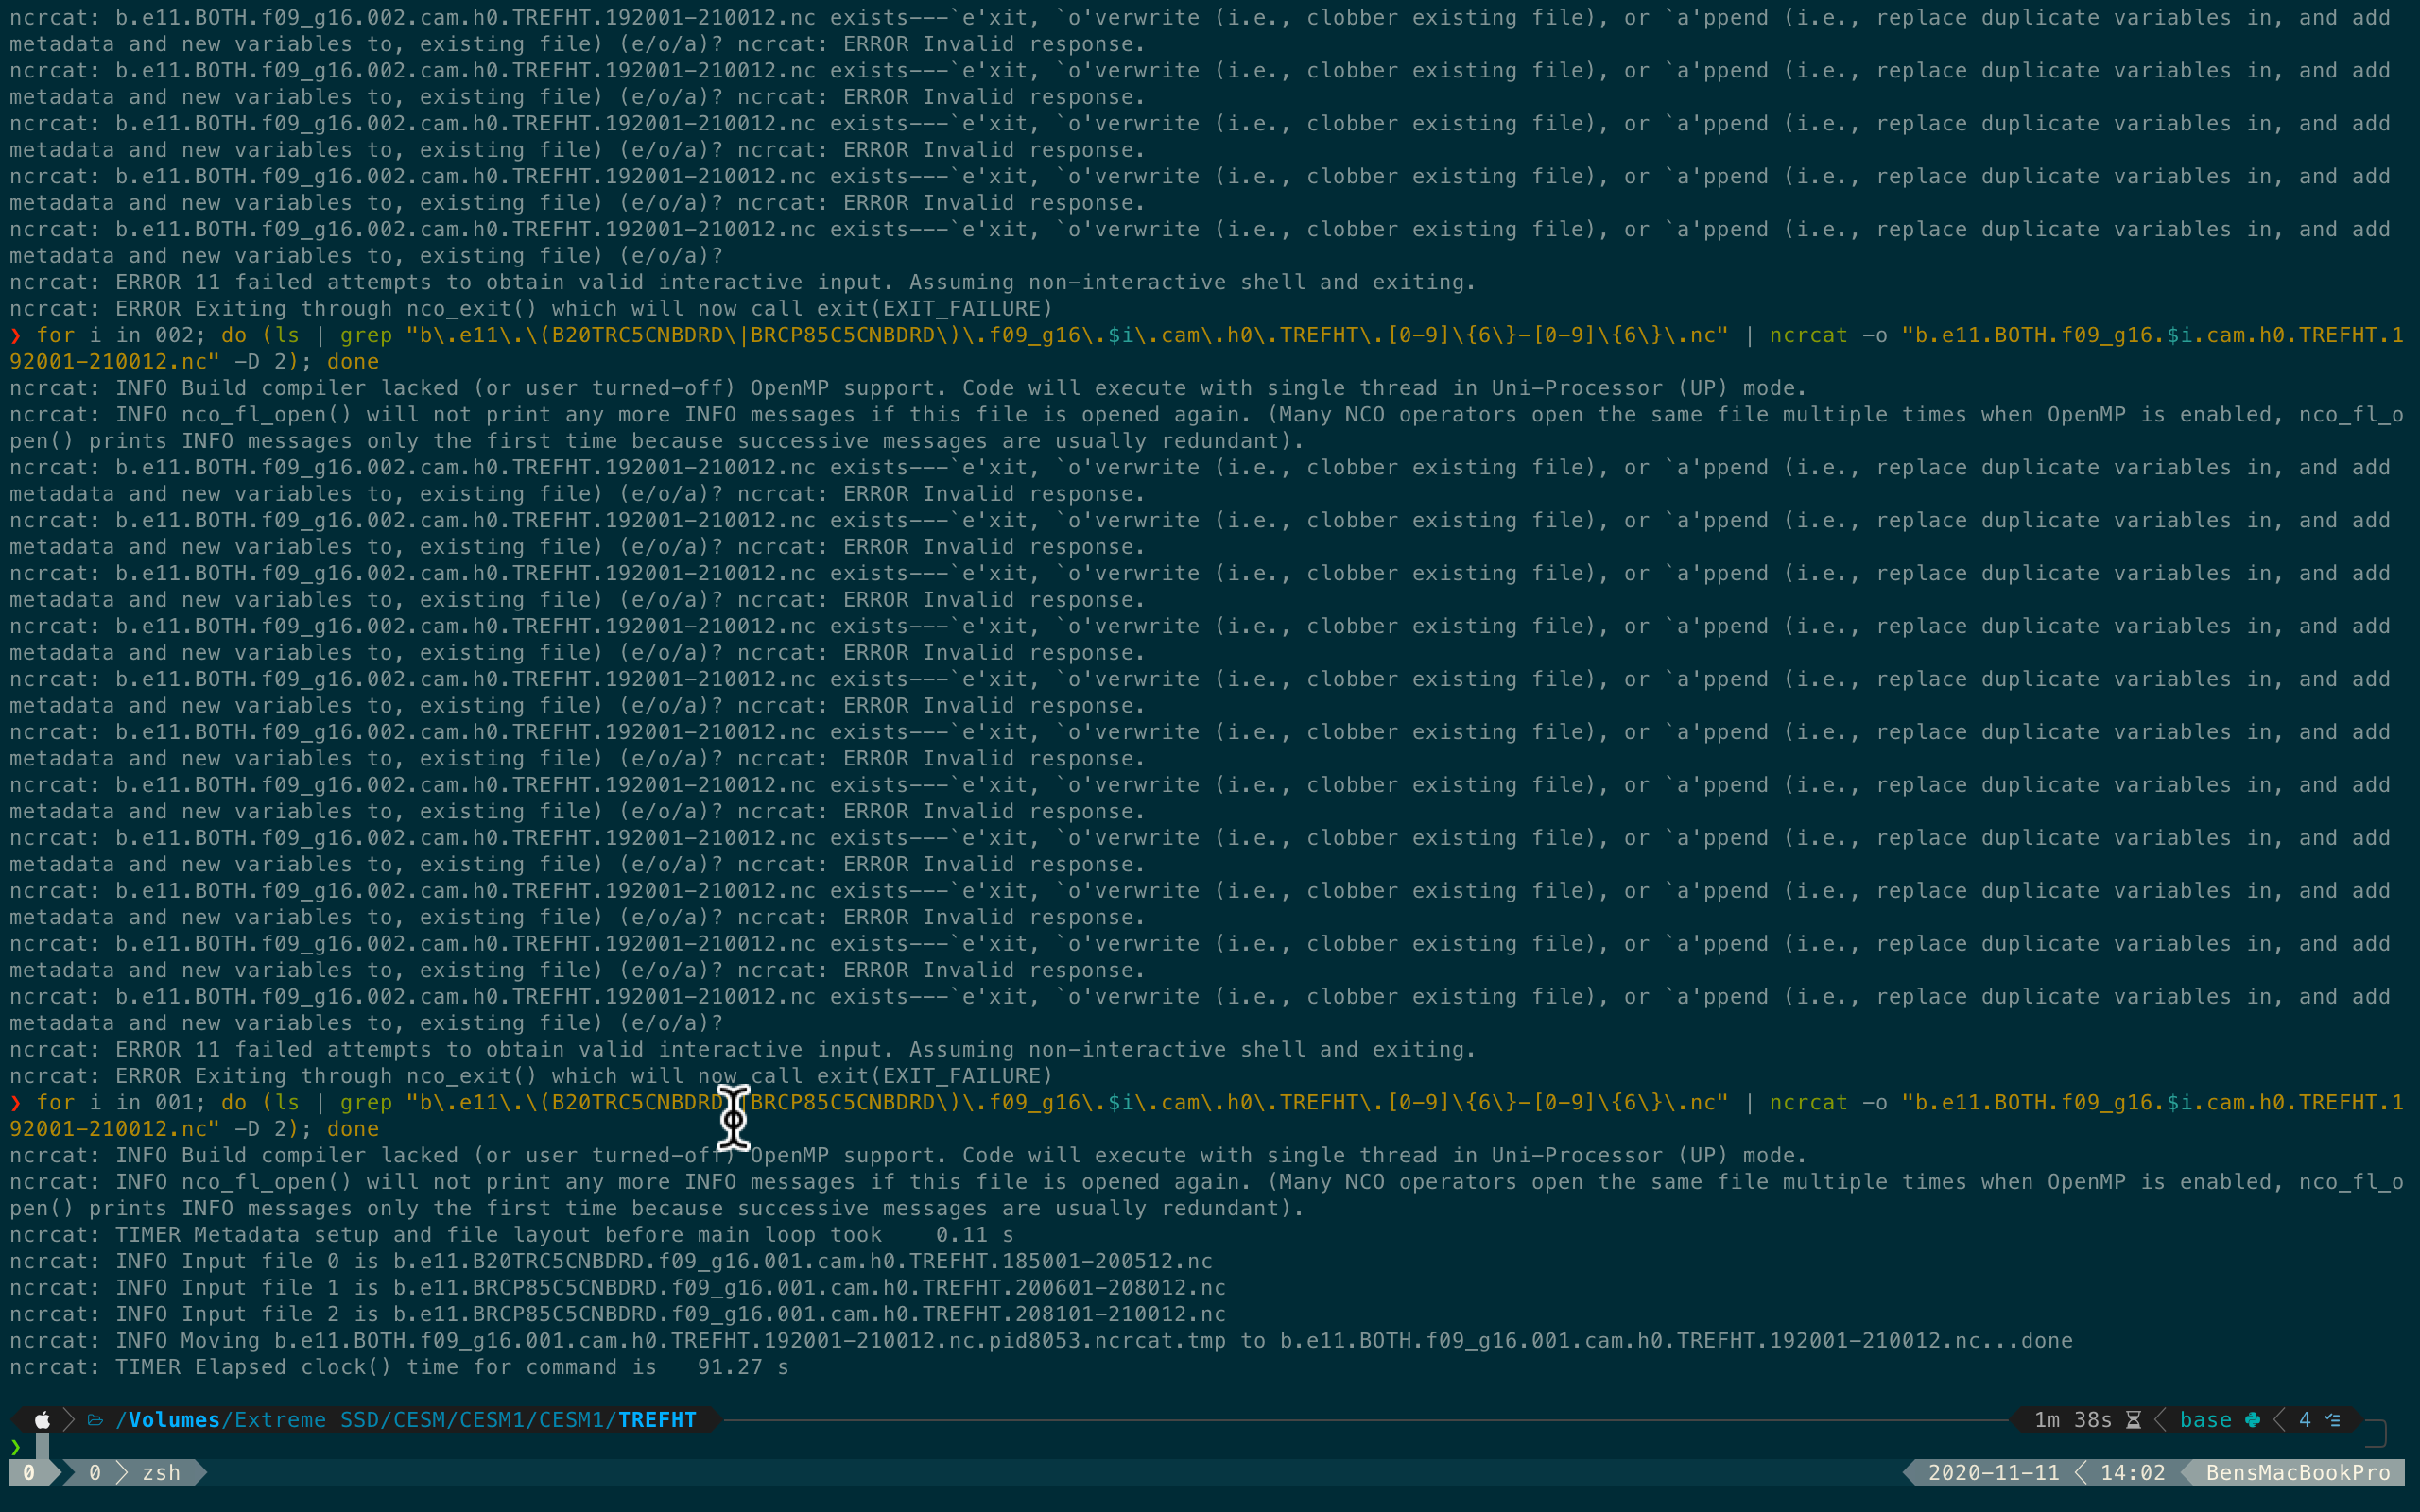 ncrcat: b.e11.BOTH.f09_g16.002.cam.h0.TREFHT.192001-210012.nc exists---`e'xit, `o'verwrite (i.e., clobber existing file), or `a'ppend (i.e., replace duplicate variables in, and add
metadata and new variables to, existing file) (e/o/a)? ncrcat: ERROR Invalid response.
ncrcat: b.e11.BOTH.f09_g16.002.cam.h0.TREFHT.192001-210012.nc exists---`e'xit, `o'verwrite (i.e., clobber existing file), or `a'ppend (i.e., replace duplicate variables in, and add
metadata and new variables to, existing file) (e/o/a)? ncrcat: ERROR Invalid response.
ncrcat: b.e11.BOTH.f09_g16.002.cam.h0.TREFHT.192001-210012.nc exists---`e'xit, `o'verwrite (i.e., clobber existing file), or `a'ppend (i.e., replace duplicate variables in, and add
metadata and new variables to, existing file) (e/o/a)? ncrcat: ERROR Invalid response.
ncrcat: b.e11.BOTH.f09_g16.002.cam.h0.TREFHT.192001-210012.nc exists---`e'xit, `o'verwrite (i.e., clobber existing file), or `a'ppend (i.e., replace duplicate variables in, and add
metadata and new variables to, existing file) (e/o/a)? ncrcat: ERROR Invalid response.
ncrcat: b.e11.BOTH.f09_g16.002.cam.h0.TREFHT.192001-210012.nc exists---`e'xit, `o'verwrite (i.e., clobber existing file), or `a'ppend (i.e., replace duplicate variables in, and add
metadata and new variables to, existing file) (e/o/a)?
ncrcat: ERROR 11 failed attempts to obtain valid interactive input. Assuming non-interactive shell and exiting.
ncrcat: ERROR Exiting through nco_exit() which will now call exit(EXIT_FAILURE)
❯ for i in 002; do (ls | grep "b\.e11\.\(B20TRC5CNBDRD\|BRCP85C5CNBDRD\)\.f09_g16\.$i\.cam\.h0\.TREFHT\.[0-9]\{6\}-[0-9]\{6\}\.nc" | ncrcat -o "b.e11.BOTH.f09_g16.$i.cam.h0.TREFHT.1
92001-210012.nc" -D 2); done
ncrcat: INFO Build compiler lacked (or user turned-off) OpenMP support. Code will execute with single thread in Uni-Processor (UP) mode.
ncrcat: INFO nco_fl_open() will not print any more INFO messages if this file is opened again. (Many NCO operators open the same file multiple times when OpenMP is enabled, nco_fl_o
pen() prints INFO messages only the first time because successive messages are usually redundant).
ncrcat: b.e11.BOTH.f09_g16.002.cam.h0.TREFHT.192001-210012.nc exists---`e'xit, `o'verwrite (i.e., clobber existing file), or `a'ppend (i.e., replace duplicate variables in, and add
metadata and new variables to, existing file) (e/o/a)? ncrcat: ERROR Invalid response.
ncrcat: b.e11.BOTH.f09_g16.002.cam.h0.TREFHT.192001-210012.nc exists---`e'xit, `o'verwrite (i.e., clobber existing file), or `a'ppend (i.e., replace duplicate variables in, and add
metadata and new variables to, existing file) (e/o/a)? ncrcat: ERROR Invalid response.
ncrcat: b.e11.BOTH.f09_g16.002.cam.h0.TREFHT.192001-210012.nc exists---`e'xit, `o'verwrite (i.e., clobber existing file), or `a'ppend (i.e., replace duplicate variables in, and add
metadata and new variables to, existing file) (e/o/a)? ncrcat: ERROR Invalid response.
ncrcat: b.e11.BOTH.f09_g16.002.cam.h0.TREFHT.192001-210012.nc exists---`e'xit, `o'verwrite (i.e., clobber existing file), or `a'ppend (i.e., replace duplicate variables in, and add
metadata and new variables to, existing file) (e/o/a)? ncrcat: ERROR Invalid response.
ncrcat: b.e11.BOTH.f09_g16.002.cam.h0.TREFHT.192001-210012.nc exists---`e'xit, `o'verwrite (i.e., clobber existing file), or `a'ppend (i.e., replace duplicate variables in, and add
metadata and new variables to, existing file) (e/o/a)? ncrcat: ERROR Invalid response.
ncrcat: b.e11.BOTH.f09_g16.002.cam.h0.TREFHT.192001-210012.nc exists---`e'xit, `o'verwrite (i.e., clobber existing file), or `a'ppend (i.e., replace duplicate variables in, and add
metadata and new variables to, existing file) (e/o/a)? ncrcat: ERROR Invalid response.
ncrcat: b.e11.BOTH.f09_g16.002.cam.h0.TREFHT.192001-210012.nc exists---`e'xit, `o'verwrite (i.e., clobber existing file), or `a'ppend (i.e., replace duplicate variables in, and add
metadata and new variables to, existing file) (e/o/a)? ncrcat: ERROR Invalid response.
ncrcat: b.e11.BOTH.f09_g16.002.cam.h0.TREFHT.192001-210012.nc exists---`e'xit, `o'verwrite (i.e., clobber existing file), or `a'ppend (i.e., replace duplicate variables in, and add
metadata and new variables to, existing file) (e/o/a)? ncrcat: ERROR Invalid response.
ncrcat: b.e11.BOTH.f09_g16.002.cam.h0.TREFHT.192001-210012.nc exists---`e'xit, `o'verwrite (i.e., clobber existing file), or `a'ppend (i.e., replace duplicate variables in, and add
metadata and new variables to, existing file) (e/o/a)? ncrcat: ERROR Invalid response.
ncrcat: b.e11.BOTH.f09_g16.002.cam.h0.TREFHT.192001-210012.nc exists---`e'xit, `o'verwrite (i.e., clobber existing file), or `a'ppend (i.e., replace duplicate variables in, and add
metadata and new variables to, existing file) (e/o/a)? ncrcat: ERROR Invalid response.
ncrcat: b.e11.BOTH.f09_g16.002.cam.h0.TREFHT.192001-210012.nc exists---`e'xit, `o'verwrite (i.e., clobber existing file), or `a'ppend (i.e., replace duplicate variables in, and add
metadata and new variables to, existing file) (e/o/a)?
ncrcat: ERROR 11 failed attempts to obtain valid interactive input. Assuming non-interactive shell and exiting.
ncrcat: ERROR Exiting through nco_exit() which will now call exit(EXIT_FAILURE)
❯ for i in 001; do (ls | grep "b\.e11\.\(B20TRC5CNBDRD\|BRCP85C5CNBDRD\)\.f09_g16\.$i\.cam\.h0\.TREFHT\.[0-9]\{6\}-[0-9]\{6\}\.nc" | ncrcat -o "b.e11.BOTH.f09_g16.$i.cam.h0.TREFHT.1
92001-210012.nc" -D 2); done
ncrcat: INFO Build compiler lacked (or user turned-off) OpenMP support. Code will execute with single thread in Uni-Processor (UP) mode.
ncrcat: INFO nco_fl_open() will not print any more INFO messages if this file is opened again. (Many NCO operators open the same file multiple times when OpenMP is enabled, nco_fl_o
pen() prints INFO messages only the first time because successive messages are usually redundant).
ncrcat: TIMER Metadata setup and file layout before main loop took    0.11 s
ncrcat: INFO Input file 0 is b.e11.B20TRC5CNBDRD.f09_g16.001.cam.h0.TREFHT.185001-200512.nc
ncrcat: INFO Input file 1 is b.e11.BRCP85C5CNBDRD.f09_g16.001.cam.h0.TREFHT.200601-208012.nc
ncrcat: INFO Input file 2 is b.e11.BRCP85C5CNBDRD.f09_g16.001.cam.h0.TREFHT.208101-210012.nc
ncrcat: INFO Moving b.e11.BOTH.f09_g16.001.cam.h0.TREFHT.192001-210012.nc.pid8053.ncrcat.tmp to b.e11.BOTH.f09_g16.001.cam.h0.TREFHT.192001-210012.nc...done
ncrcat: TIMER Elapsed clock() time for command is   91.27 s
/Volumes/Extreme SSD/CESM/CESM1/CESM1/TREFHT 1m 38s base 4
❯
0 0 zsh 2020-11-11 14:02 BensMacBookPro